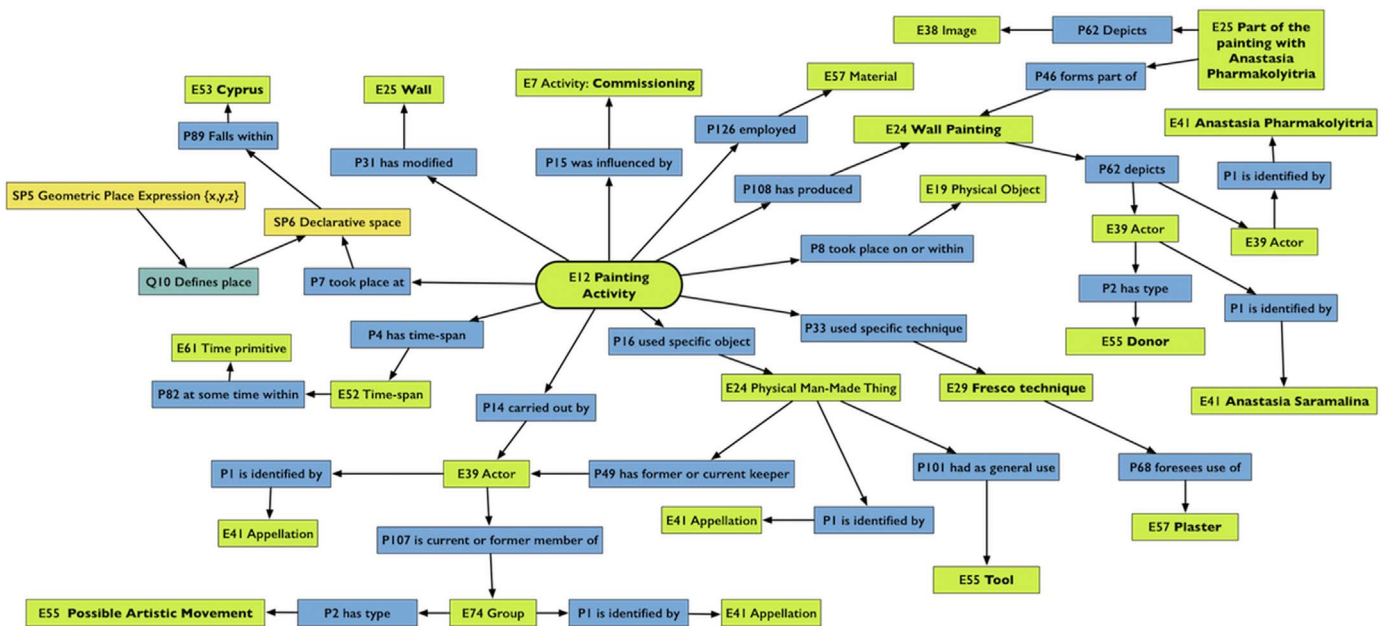 E38 Image
P62 Depicts
E25 Part of the
painting with
Anastasia
Pharmakolyitria
E53 Cyprus
E25 Wall
E7 Activity: Commissioning
E57 Material
P46 forms part of
P89 Falls within
P31 has modified
P15 was influenced by
P126 employed
E24 Wall Painting
E41 Anastasia Pharmakolyitria
P62 depicts
P1 is identified by
SP5 Geometric Place Expression {x,y,z}
P108 has produced
E19 Physical Object
SP6 Declarative space
E39 Actor
E39 Actor
P8 took place on or within
Q10 Defines place
P7 took place at
E12 Painting
Activity
P2 has type
P1 is identified by
P4 has time-span
P16 used specific object
P33 used specific technique
E55 Donor
E61 Time primitive
P82 at some time within
E52 Time-span
E24 Physical Man-Made Thing
E29 Fresco technique
E41 Anastasia Saramalina
P14 carried out by
P1 is identified by
E39 Actor
P49 has former or current keeper
P101 had as general use
P68 foresees use of
E41 Appellation
E41 Appellation
P1 is identified by
E57 Plaster
P107 is current or former member of
E55 Tool
E55 Possible Artistic Movement
P2 has type
E74 Group
P1 is identified by
E41 Appellation